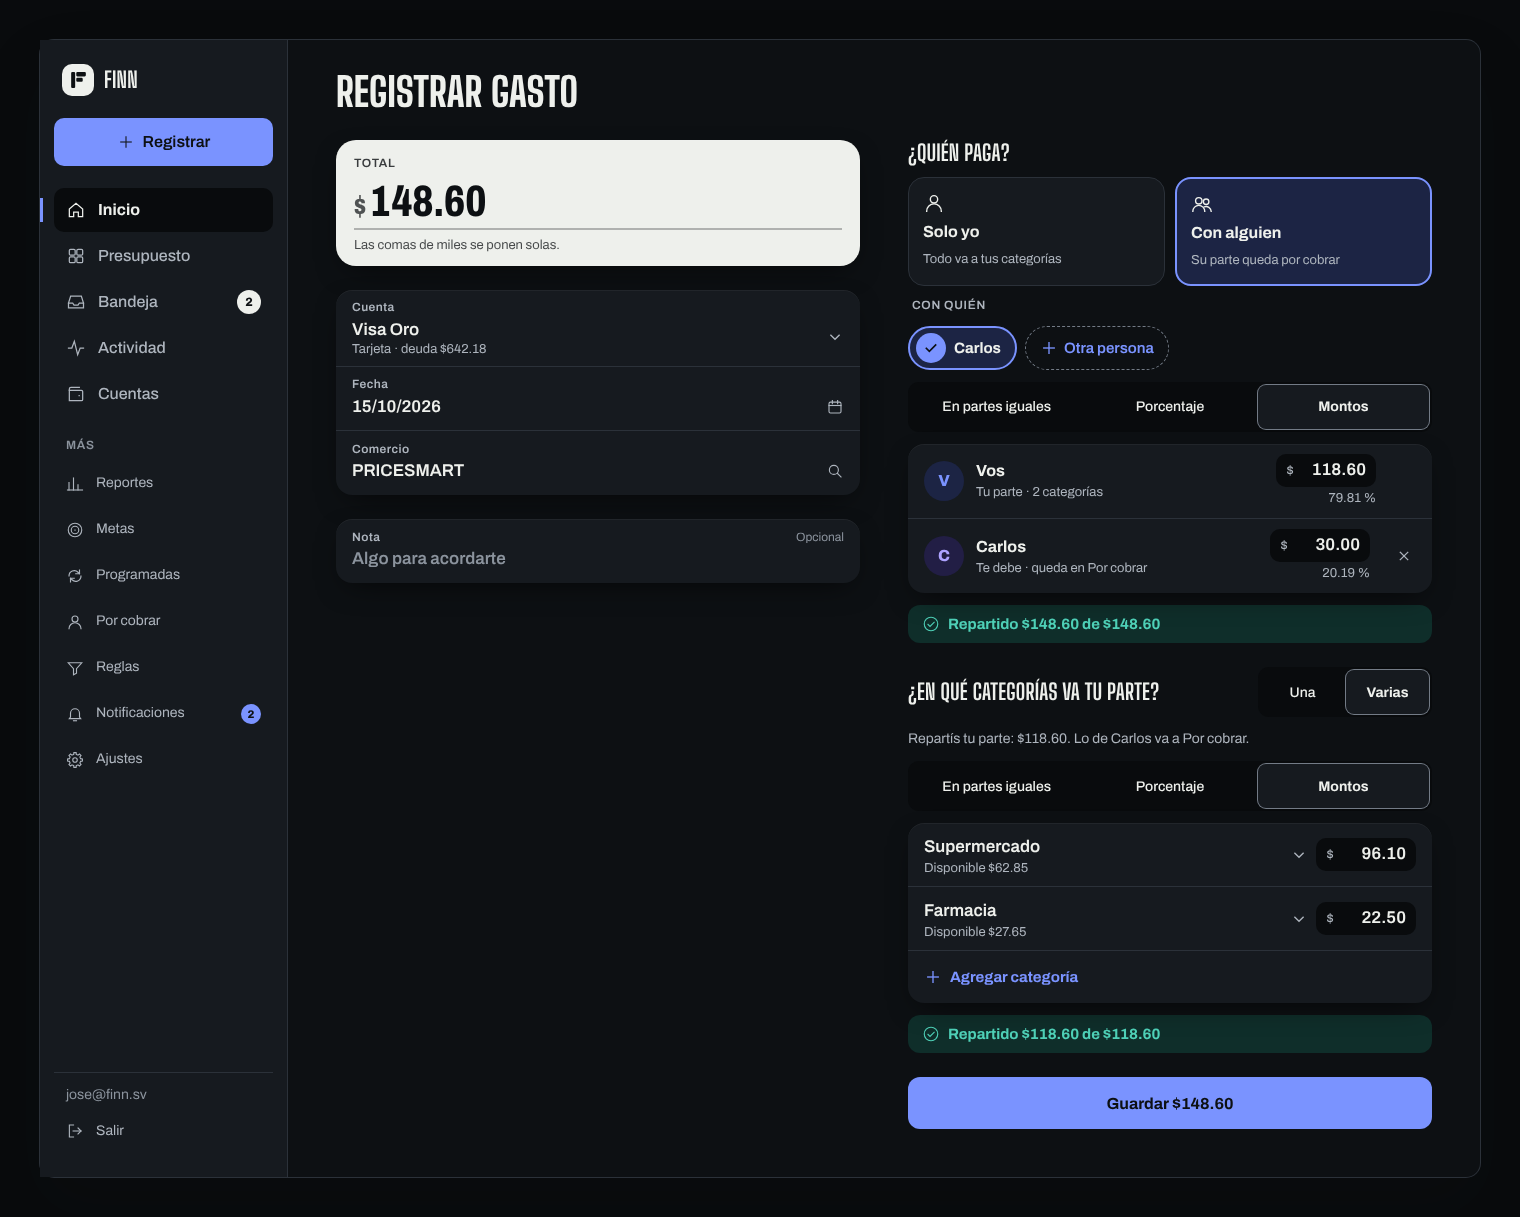 FINN
Registrar
Inicio
Presupuesto
Bandeja 2
Actividad
Cuentas
MÁS
Reportes
Metas
Programadas
Por cobrar
Reglas
Notificaciones 2
Ajustes
jose@finn.sv
Salir
REGISTRAR GASTO
TOTAL
$ 148.60
Las comas de miles se ponen solas.
Cuenta
Visa Oro
Tarjeta · deuda $642.18
Fecha
15/10/2026
Comercio
PRICESMART
Nota Opcional
Algo para acordarte
¿QUIÉN PAGA?
Solo yo
Todo va a tus categorías
Con alguien
Su parte queda por cobrar
CON QUIÉN
Carlos
Otra persona
En partes iguales Porcentaje Montos
V
Vos
Tu parte · 2 categorías
$ 118.60
79.81 %
C
Carlos
Te debe · queda en Por cobrar
$ 30.00
20.19 %
Repartido $148.60 de $148.60
¿EN QUÉ CATEGORÍAS VA TU PARTE?
Una Varias
Repartís tu parte: $118.60. Lo de Carlos va a Por cobrar.
En partes iguales Porcentaje Montos
Supermercado
Disponible $62.85
$ 96.10
Farmacia
Disponible $27.65
$ 22.50
Agregar categoría
Repartido $118.60 de $118.60
Guardar $148.60